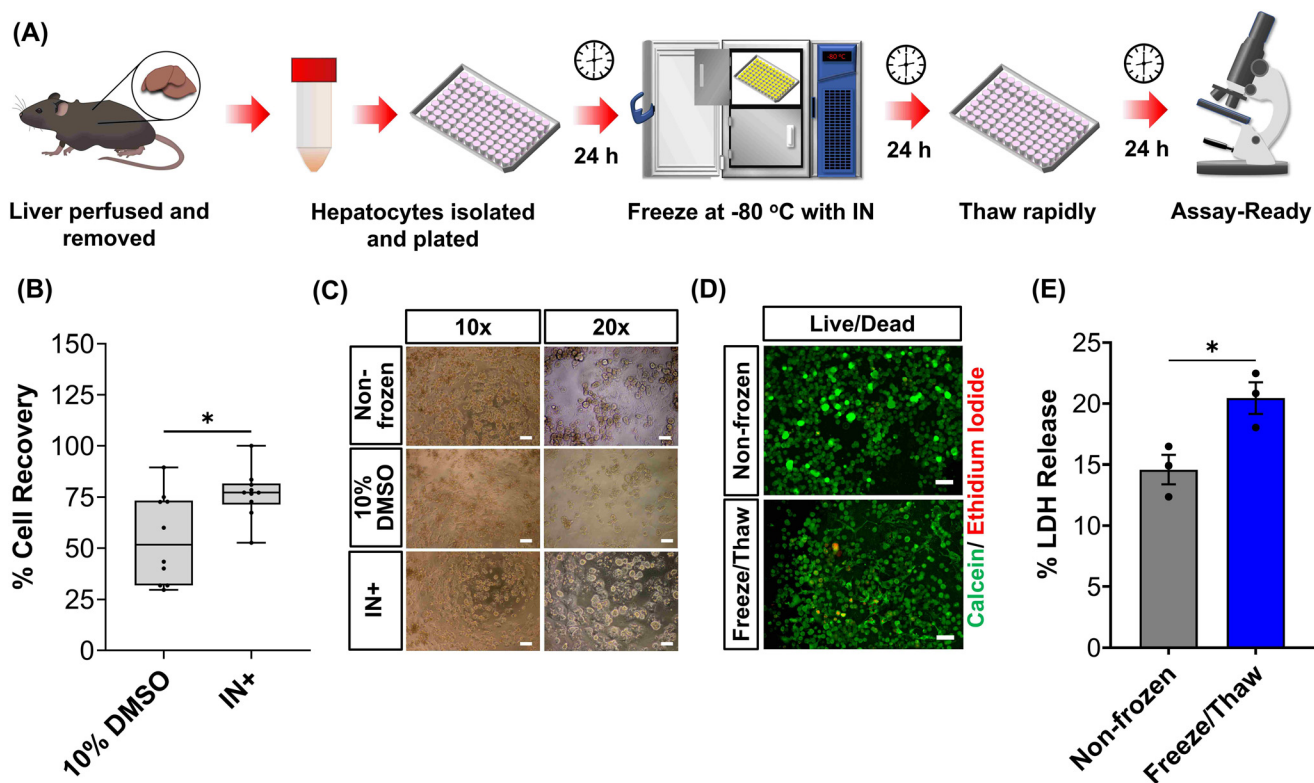 (A)
-80 °C
24 h
24 h
24 h
Liver perfused and
removed
Hepatocytes isolated
and plated
Freeze at -80 °C with IN
Thaw rapidly
Assay-Ready
(B)
% Cell Recovery
150
125
100
75
50
25
0
*
10% DMSO
IN+
(C)
10x
20x
Non-
frozen
10%
DMSO
IN+
(D)
Live/Dead
Non-frozen
Freeze/Thaw
Calcein/ Ethidium Iodide
(E)
% LDH Release
25
20
15
10
5
0
*
Non-frozen
Freeze/Thaw